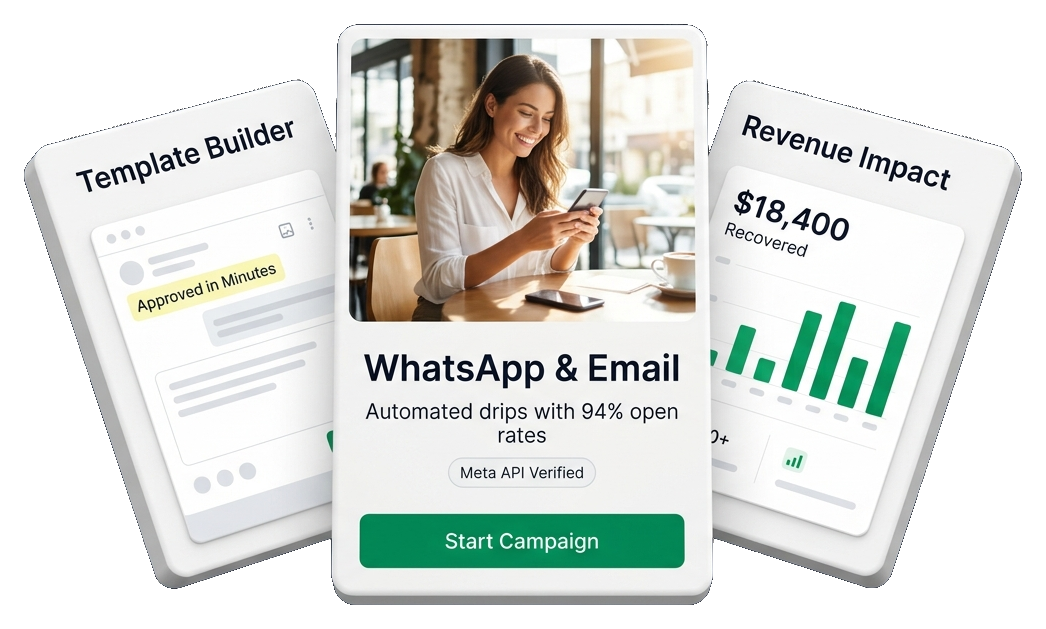 Template Builder
Approved in Minutes
WhatsApp & Email
Automated drips with 94% open
rates
Meta API Verified
Start Campaign
Revenue Impact
$18,400
Recovered
0+